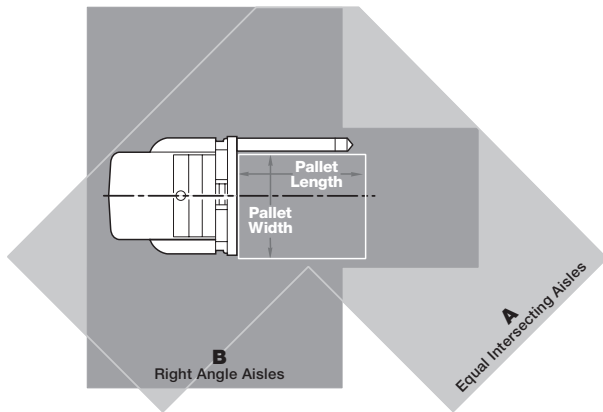 Pallet
Length
Pallet
Width
A
Equal Intersecting Aisles
B
Right Angle Aisles